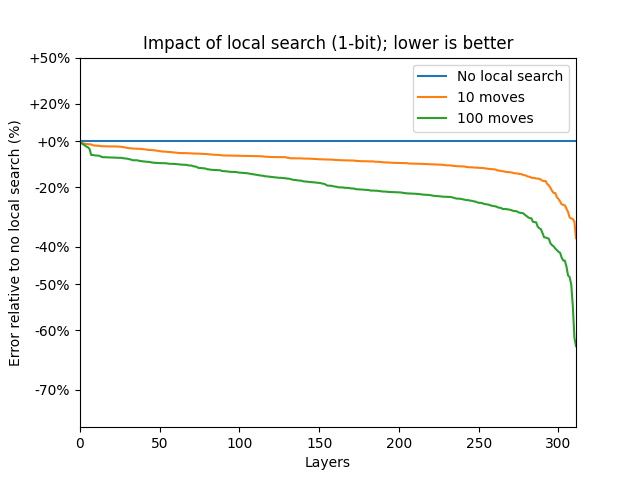 Impact of local search (1-bit); lower is better
Error relative to no local search (%)
+50%
+20%
+0%
-20%
-40%
-50%
-60%
-70%
No local search
10 moves
100 moves
0 50 100 150 200 250 300
Layers